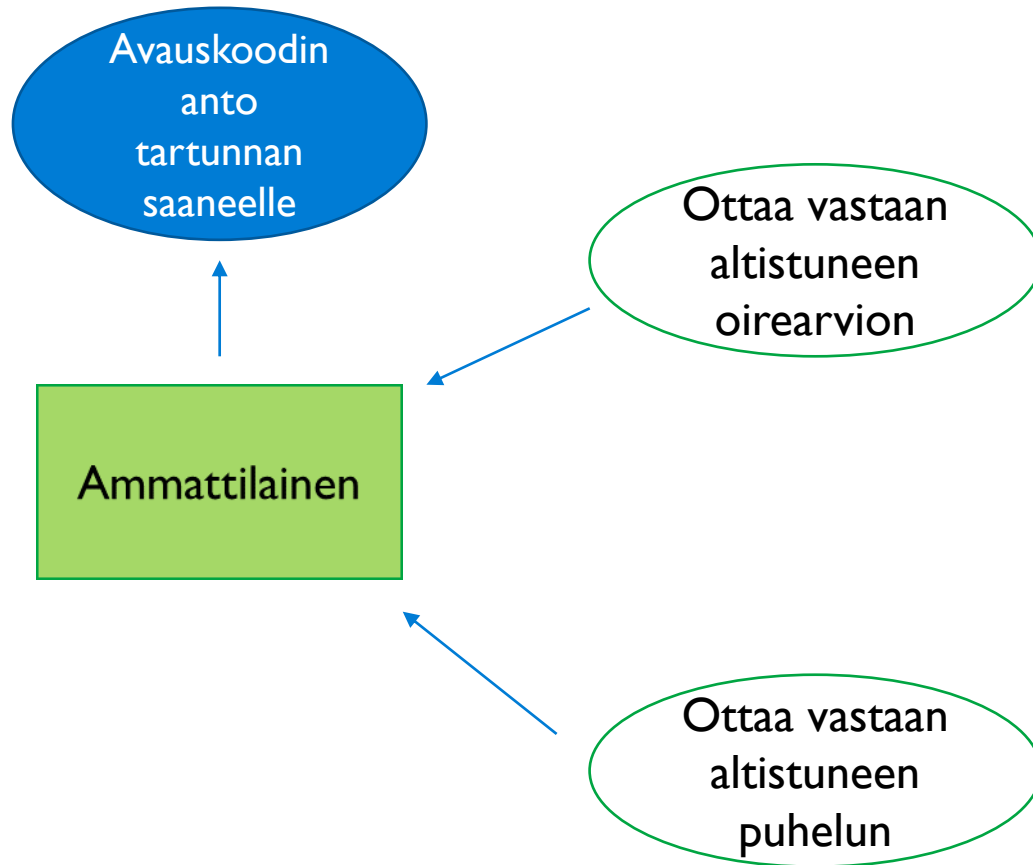 Avauskoodin
anto
tartunnan
saaneelle
Ottaa vastaan
altistuneen
oirearvion
Ammattilainen
Ottaa vastaan
altistuneen
puhelun